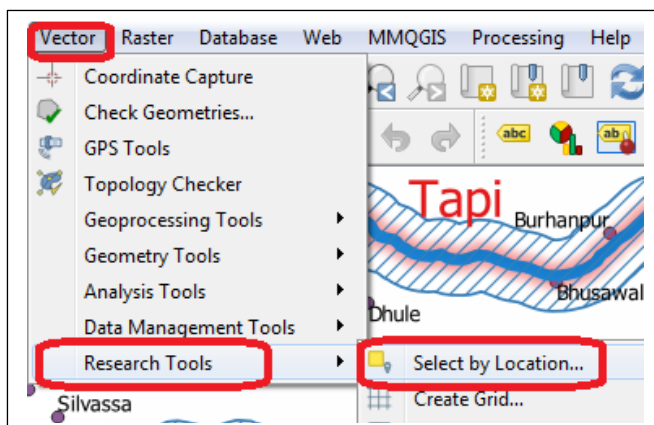 Vector Raster Database Web MMQGIS Processing Help
Coordinate Capture
Check Geometries...
GPS Tools
Topology Checker
Geoprocessing Tools
Geometry Tools
Analysis Tools
Data Management Tools
Research Tools
Select by Location...
Create Grid...
abc
ab
Tapi
Burhanpur
Bhusawal
Dhule
Silvassa